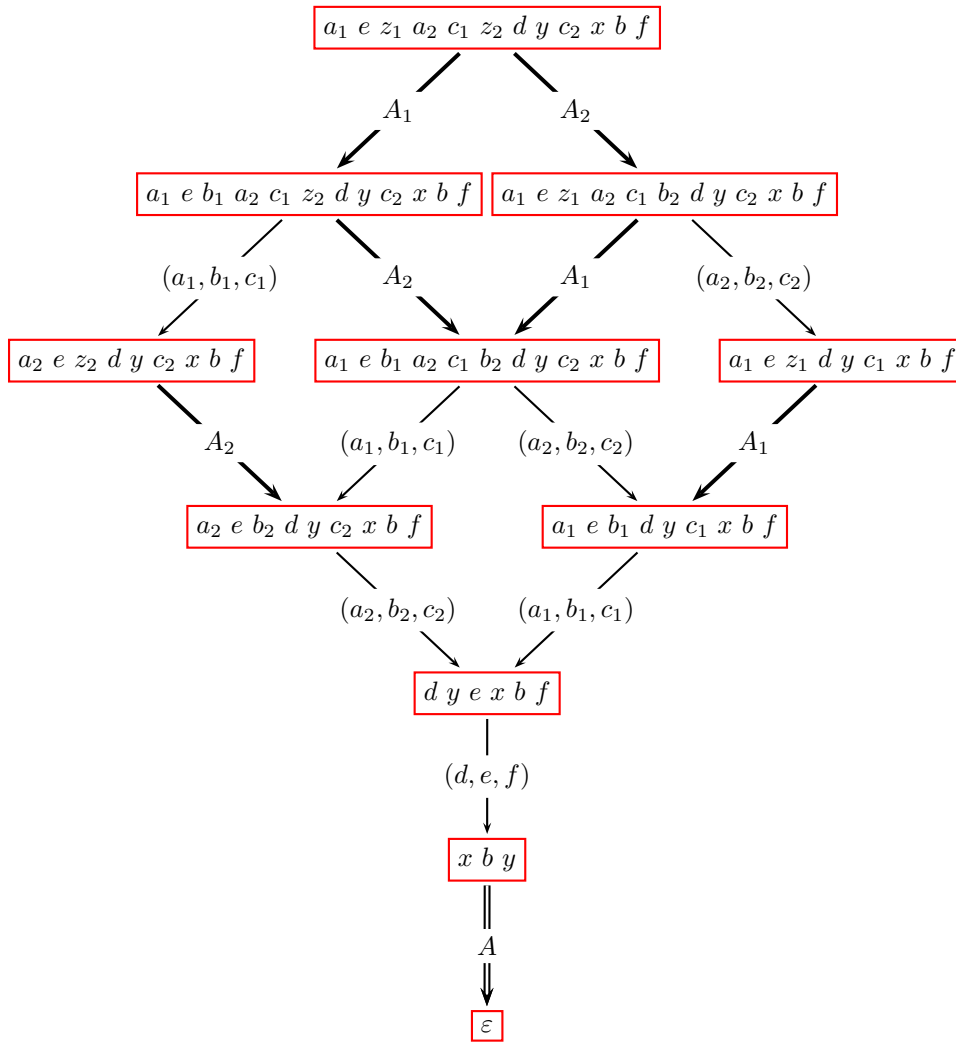 a₁ e z₁ a₂ c₁ z₂ d y c₂ x b f
A₁ A₂
a₁ e b₁ a₂ c₁ z₂ d y c₂ x b f a₁ e z₁ a₂ c₁ b₂ d y c₂ x b f
(a₁, b₁, c₁) A₂ A₁ (a₂, b₂, c₂)
a₂ e z₂ d y c₂ x b f a₁ e b₁ a₂ c₁ b₂ d y c₂ x b f a₁ e z₁ d y c₁ x b f
A₂ (a₁, b₁, c₁) (a₂, b₂, c₂) A₁
a₂ e b₂ d y c₂ x b f a₁ e b₁ d y c₁ x b f
(a₂, b₂, c₂) (a₁, b₁, c₁)
d y e x b f
(d, e, f)
x b y
A
ε